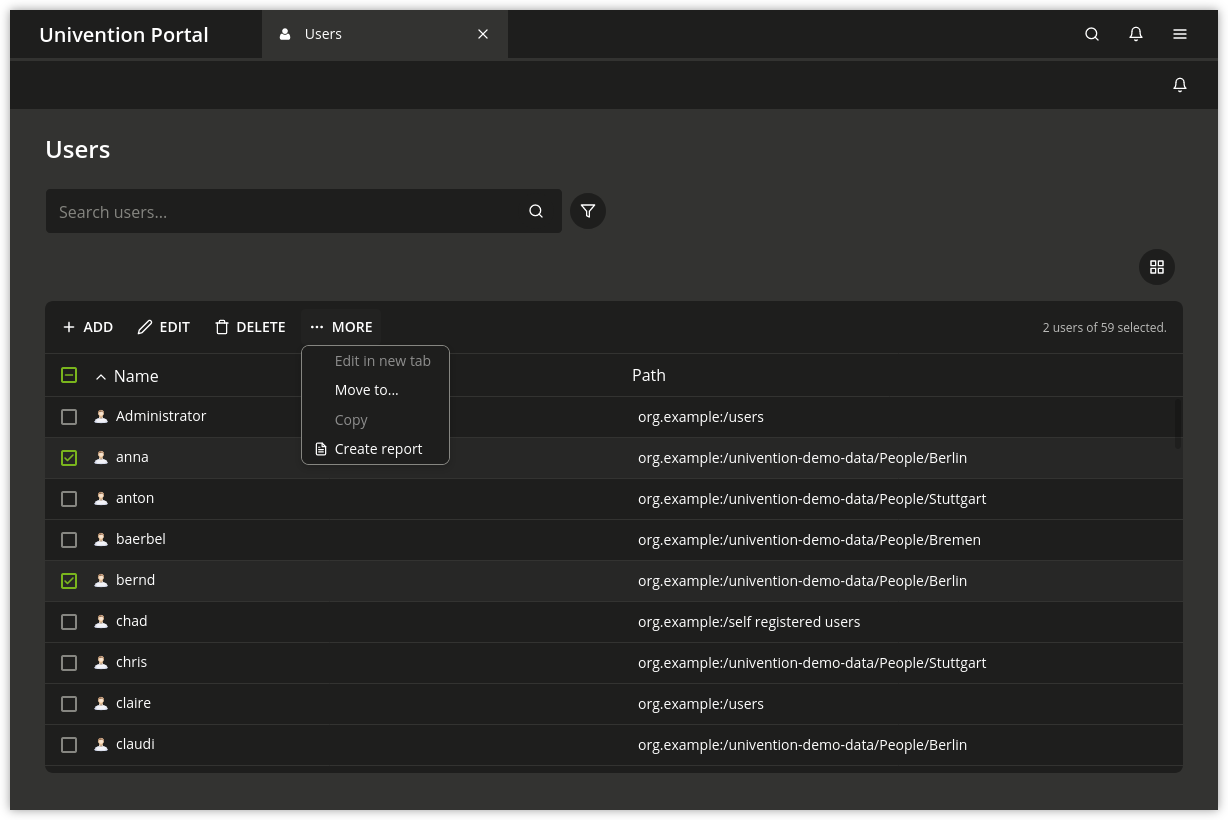 Univention Portal
Users
Users
Search users...
ADD EDIT DELETE MORE 2 users of 59 selected.
Edit in new tab
Move to...
Copy
Create report
Name Path
Administrator org.example:/users
anna org.example:/univention-demo-data/People/Berlin
anton org.example:/univention-demo-data/People/Stuttgart
baerbel org.example:/univention-demo-data/People/Bremen
bernd org.example:/univention-demo-data/People/Berlin
chad org.example:/self registered users
chris org.example:/univention-demo-data/People/Stuttgart
claire org.example:/users
claudi org.example:/univention-demo-data/People/Berlin